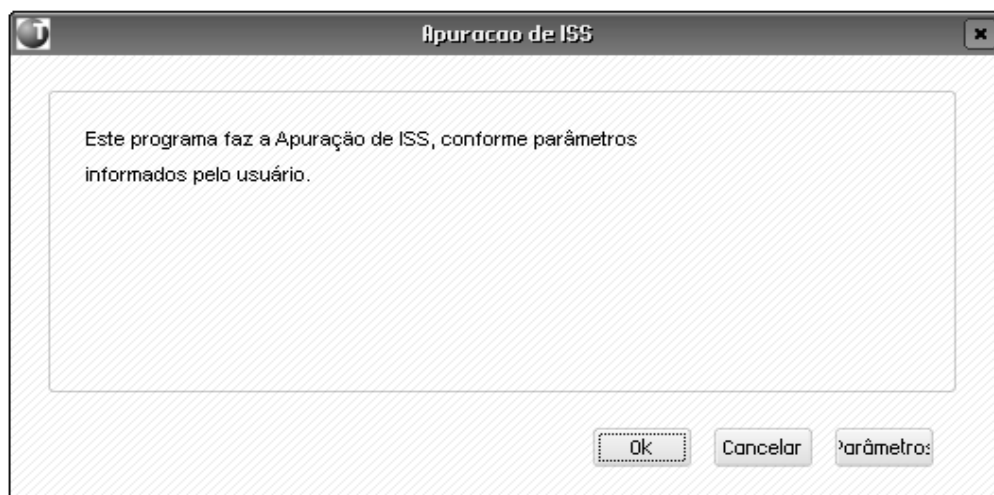 T
Apuracao de ISS
Este programa faz a Apuração de ISS, conforme parâmetros
informados pelo usuário.
Ok
Cancelar
Parâmetros